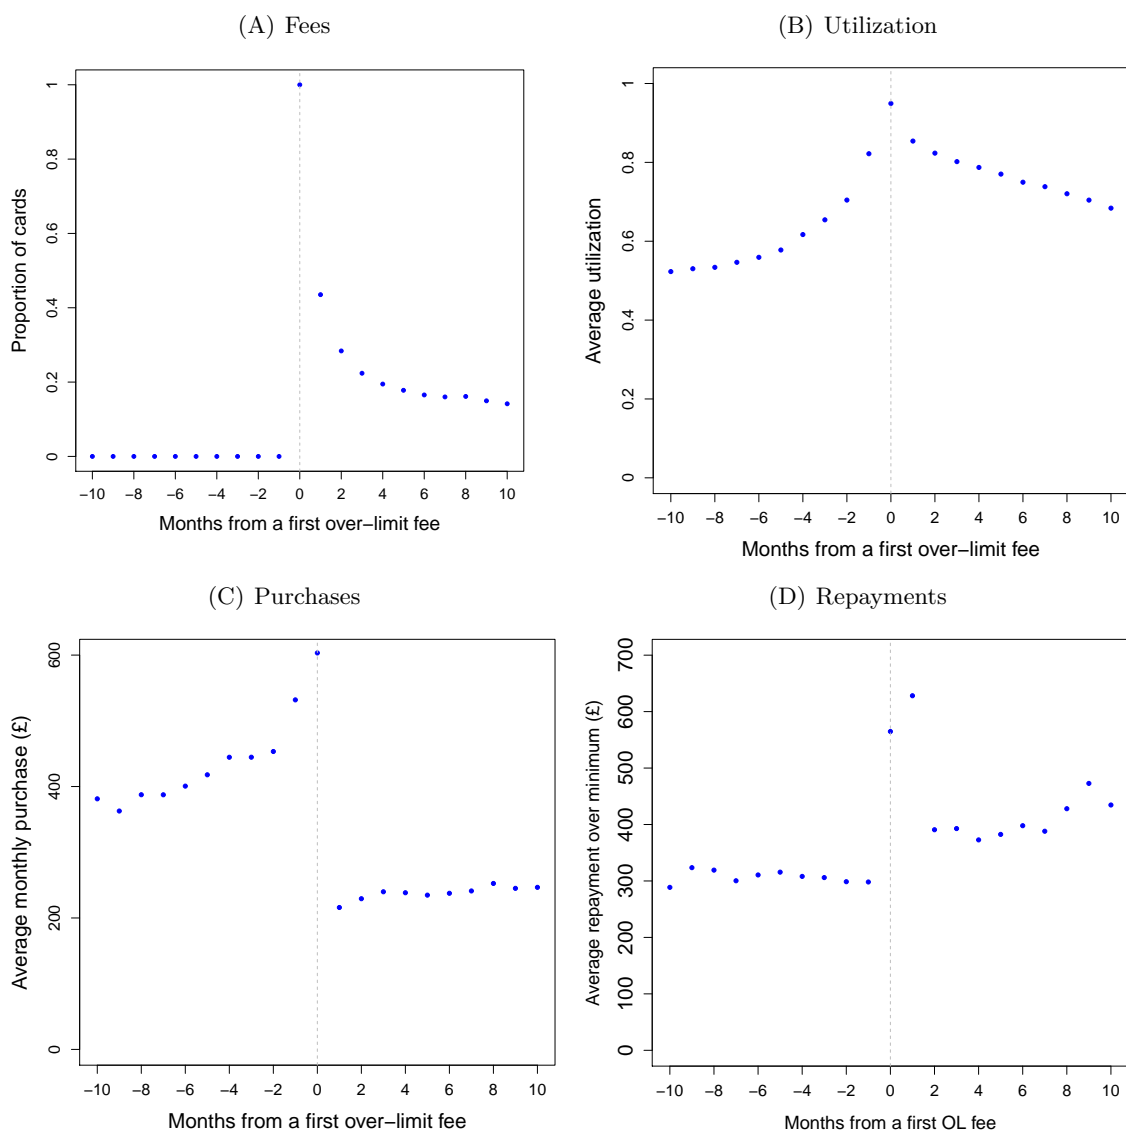 (A) Fees
Proportion of cards
1
0.8
0.6
0.4
0.2
0
−10 −8 −6 −4 −2 0 2 4 6 8 10
Months from a first over−limit fee
(B) Utilization
Average utilization
1
0.8
0.6
0.4
0.2
0
−10 −8 −6 −4 −2 0 2 4 6 8 10
Months from a first over−limit fee
(C) Purchases
Average monthly purchase (£)
600
400
200
0
−10 −8 −6 −4 −2 0 2 4 6 8 10
Months from a first over−limit fee
(D) Repayments
Average repayment over minimum (£)
700
600
500
400
300
200
100
0
−10 −8 −6 −4 −2 0 2 4 6 8 10
Months from a first OL fee